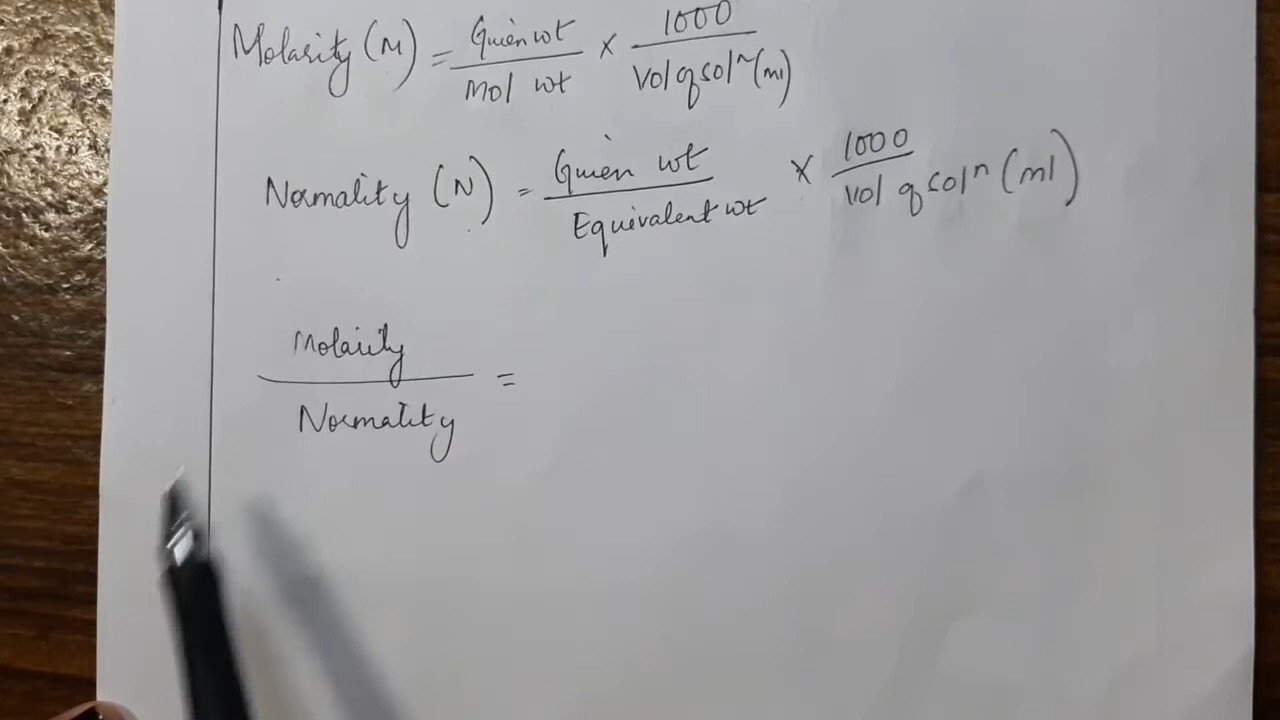 Molarity (M) = Given wt / Mol wt × 1000 / Vol of soln (ml)
Normality (N) = Given wt / Equivalent wt × 1000 / Vol of soln (ml)
Molarity / Normality =